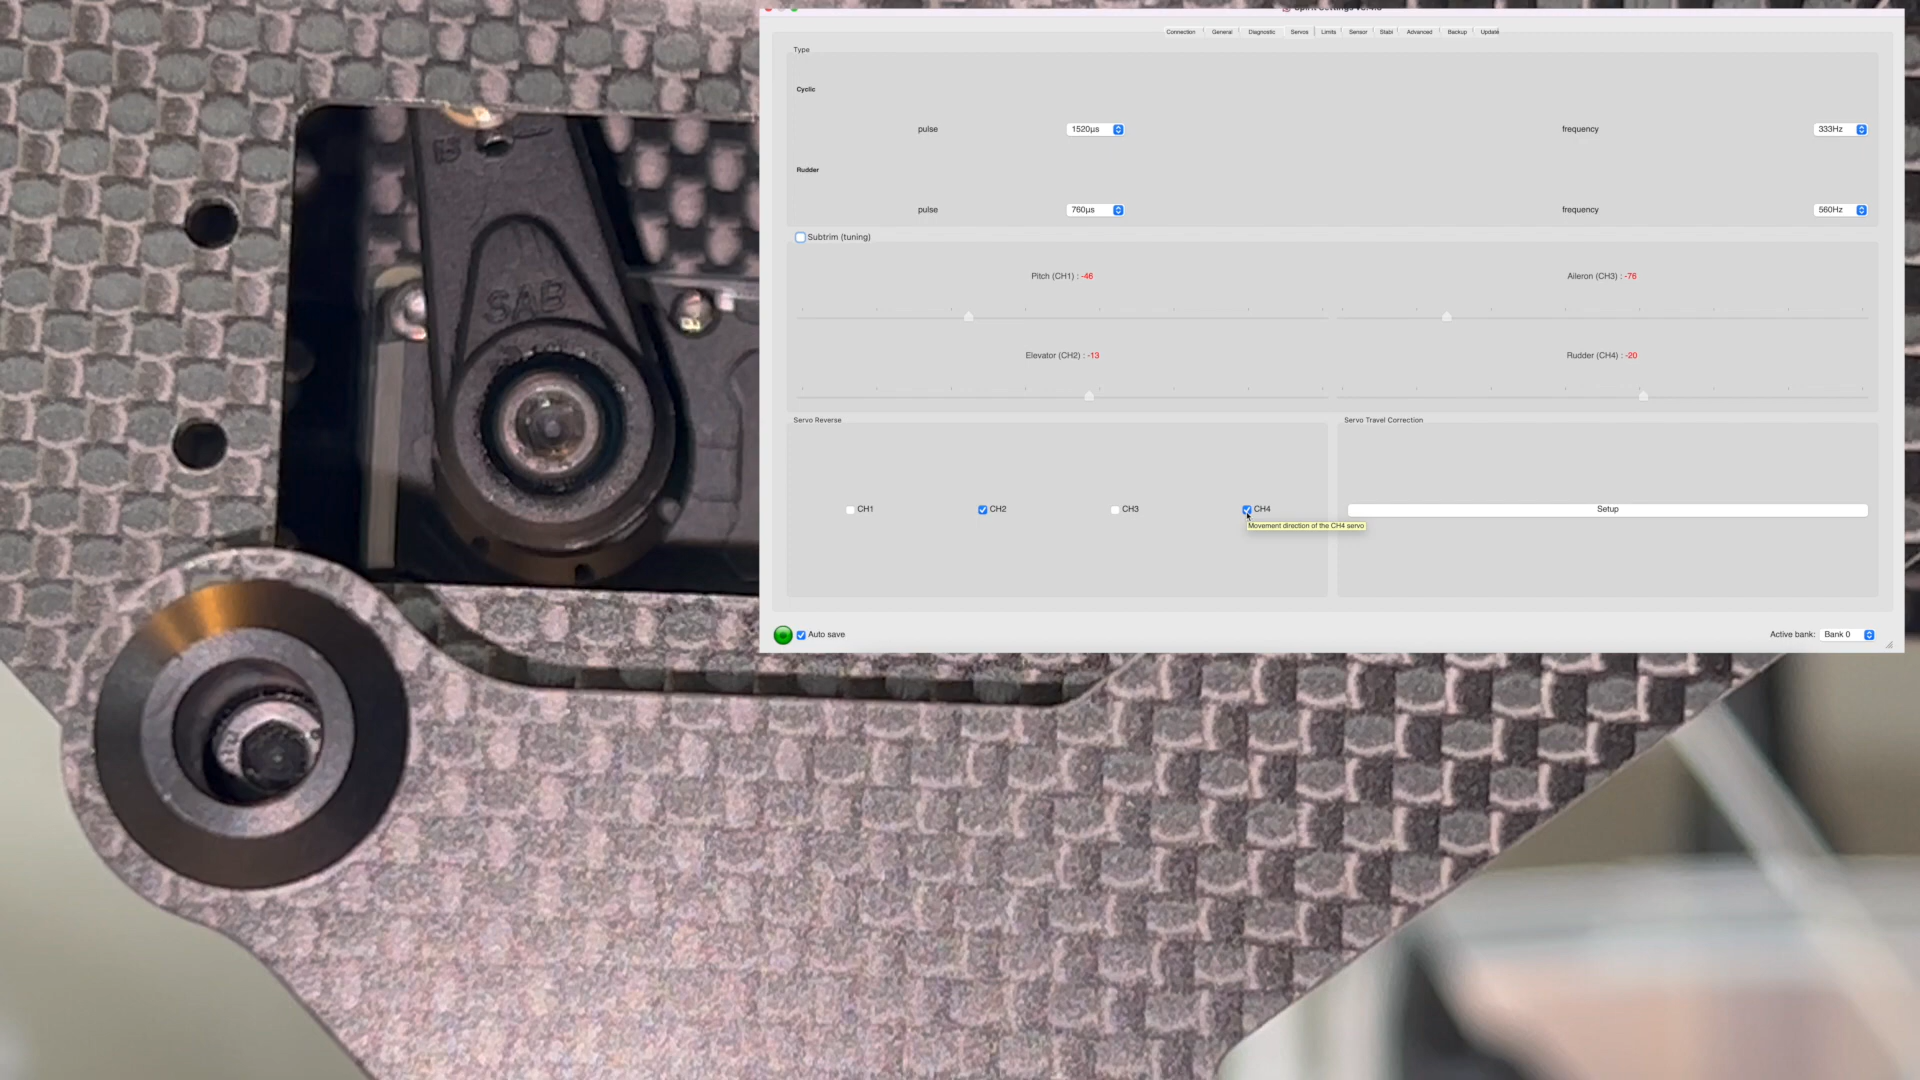 Connection General Diagnostic Servos Limits Sensor Stabi Advanced Backup Update
Type
Cyclic
pulse 1520µs frequency 333Hz
Rudder
pulse 760µs frequency 560Hz
Subtrim (tuning)
Pitch (CH1) : -46 Aileron (CH3) : -76
Elevator (CH2) : -13 Rudder (CH4) : -20
Servo Reverse Servo Travel Correction
CH1 CH2 CH3 CH4 Setup
Movement direction of the CH4 servo
Auto save Active bank: Bank 0
SAB